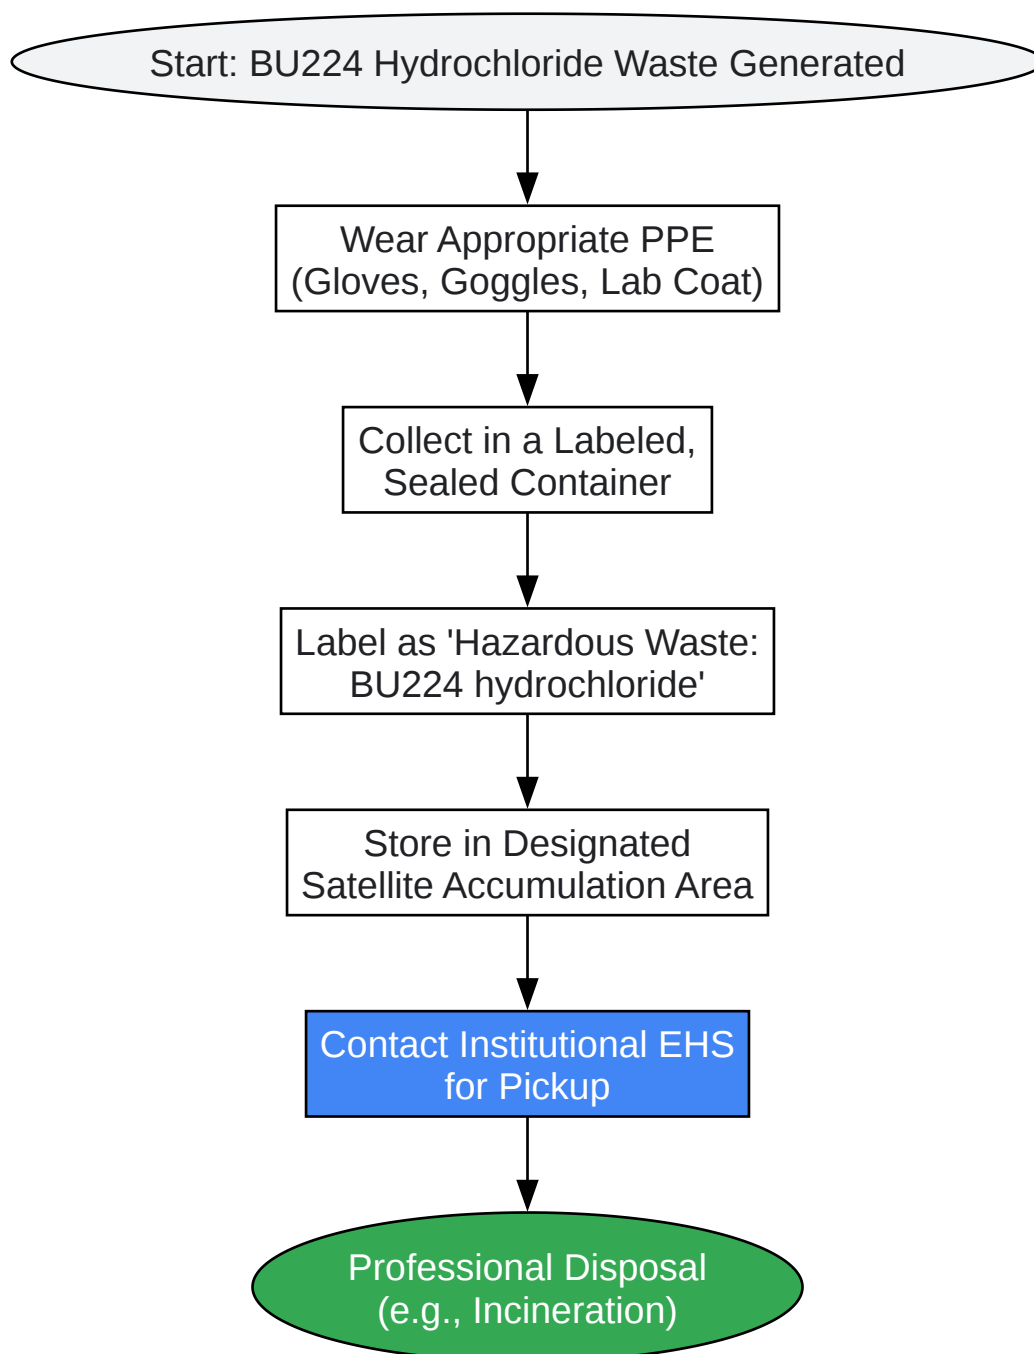 Start: BU224 Hydrochloride Waste Generated
Wear Appropriate PPE
(Gloves, Goggles, Lab Coat)
Collect in a Labeled,
Sealed Container
Label as 'Hazardous Waste:
BU224 hydrochloride'
Store in Designated
Satellite Accumulation Area
Contact Institutional EHS
for Pickup
Professional Disposal
(e.g., Incineration)